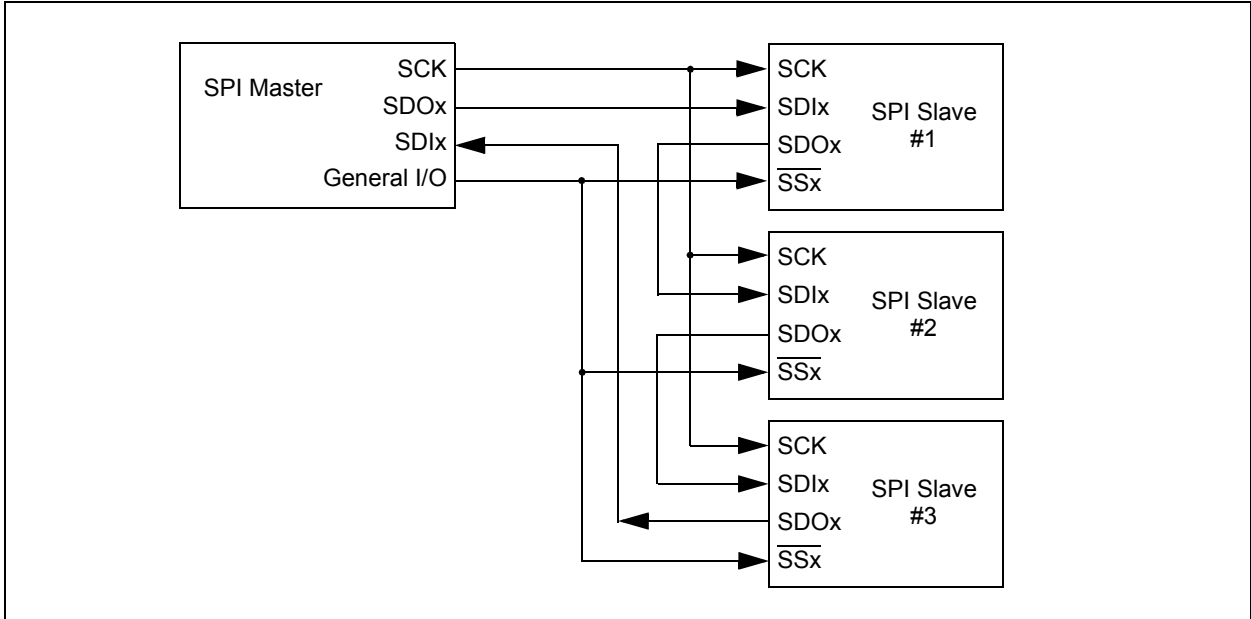 SPI Master
SCK
SDOx
SDIx
General I/O
SCK
SDIx
SDOx
SSx
SPI Slave
#1
SCK
SDIx
SDOx
SSx
SPI Slave
#2
SCK
SDIx
SDOx
SSx
SPI Slave
#3